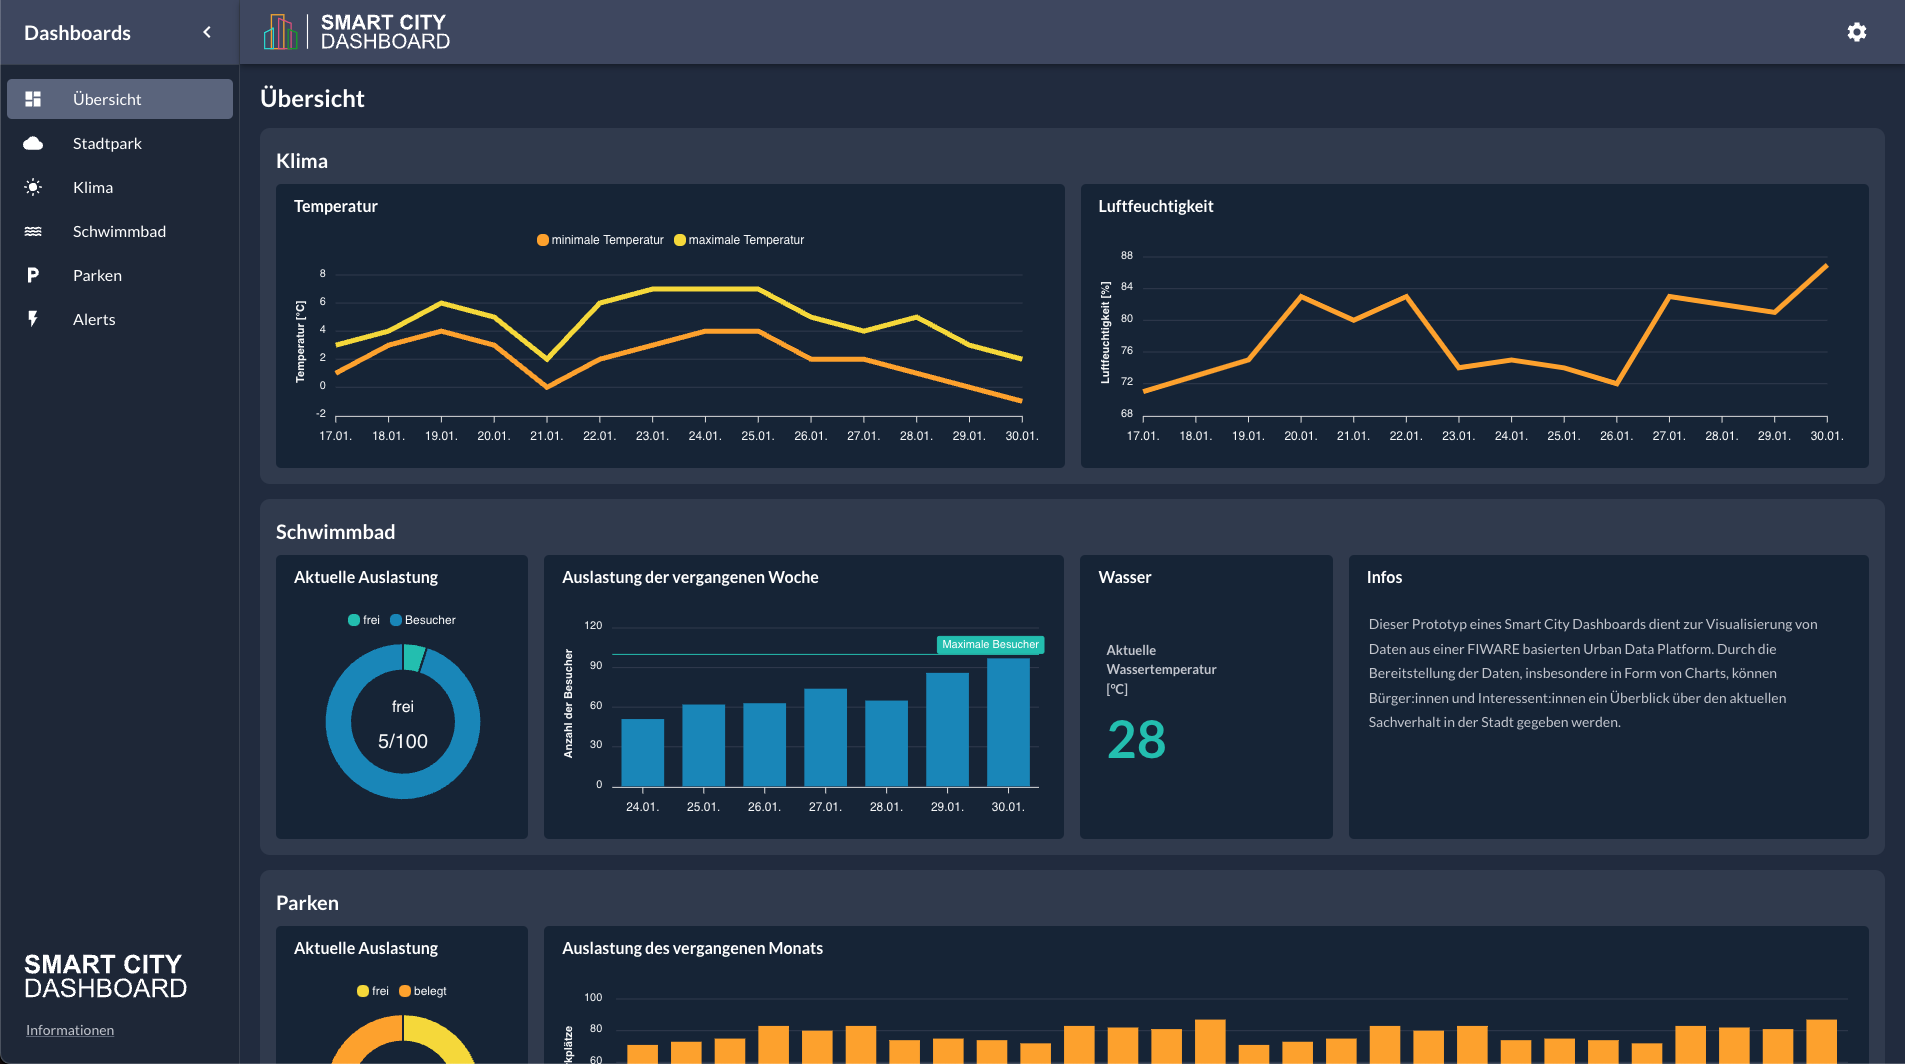 Dashboards
SMART CITY
DASHBOARD
Übersicht
Stadtpark
Klima
Schwimmbad
Parken
Alerts
SMART CITY
DASHBOARD
Informationen
Übersicht
Klima
Temperatur
minimale Temperatur maximale Temperatur
Temperatur [°C]
8
6
4
2
0
-2
17.01. 18.01. 19.01. 20.01. 21.01. 22.01. 23.01. 24.01. 25.01. 26.01. 27.01. 28.01. 29.01. 30.01.
Luftfeuchtigkeit
Luftfeuchtigkeit [%]
88
84
80
76
72
68
17.01. 18.01. 19.01. 20.01. 21.01. 22.01. 23.01. 24.01. 25.01. 26.01. 27.01. 28.01. 29.01. 30.01.
Schwimmbad
Aktuelle Auslastung
frei Besucher
frei
5/100
Auslastung der vergangenen Woche
Anzahl der Besucher
120
90
60
30
0
Maximale Besucher
24.01. 25.01. 26.01. 27.01. 28.01. 29.01. 30.01.
Wasser
Aktuelle
Wassertemperatur
[°C]
28
Infos
Dieser Prototyp eines Smart City Dashboards dient zur Visualisierung von
Daten aus einer FIWARE basierten Urban Data Platform. Durch die
Bereitstellung der Daten, insbesondere in Form von Charts, können
Bürger:innen und Interessent:innen ein Überblick über den aktuellen
Sachverhalt in der Stadt gegeben werden.
Parken
Aktuelle Auslastung
frei belegt
Auslastung des vergangenen Monats
100
80
60